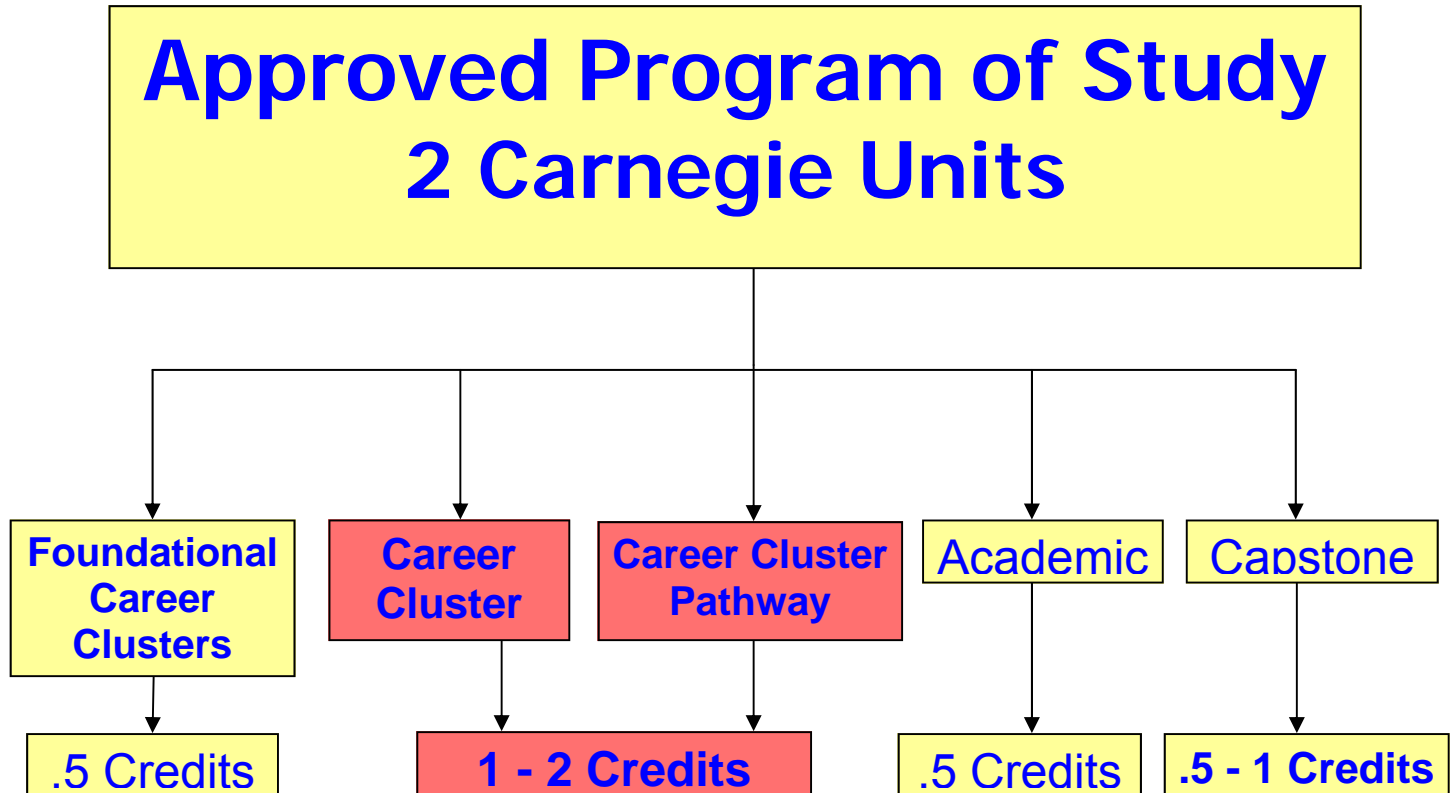 Approved Program of Study
2 Carnegie Units
Foundational
Career
Clusters
Career
Cluster
Career Cluster
Pathway
Academic
Capstone
.5 Credits
1 - 2 Credits
.5 Credits
.5 - 1 Credits